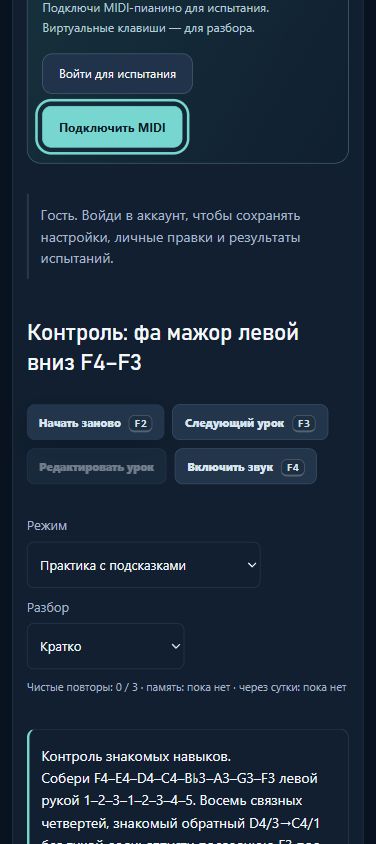 Подключи MIDI-пианино для испытания.
Виртуальные клавиши — для разбора.
Войти для испытания
Подключить MIDI
Гость. Войди в аккаунт, чтобы сохранять
настройки, личные правки и результаты
испытаний.
Контроль: фа мажор левой
вниз F4–F3
Начать заново F2
Следующий урок F3
Редактировать урок
Включить звук F4
Режим
Практика с подсказками
Разбор
Кратко
Чистые повторы: 0 / 3 · память: пока нет · через сутки: пока нет
Контроль знакомых навыков.
Собери F4–E4–D4–C4–B♭3–A3–G3–F3 левой
рукой 1–2–3–1–2–3–4–5. Восемь связных
четвертей, знакомый обратный D4/3→C4/1